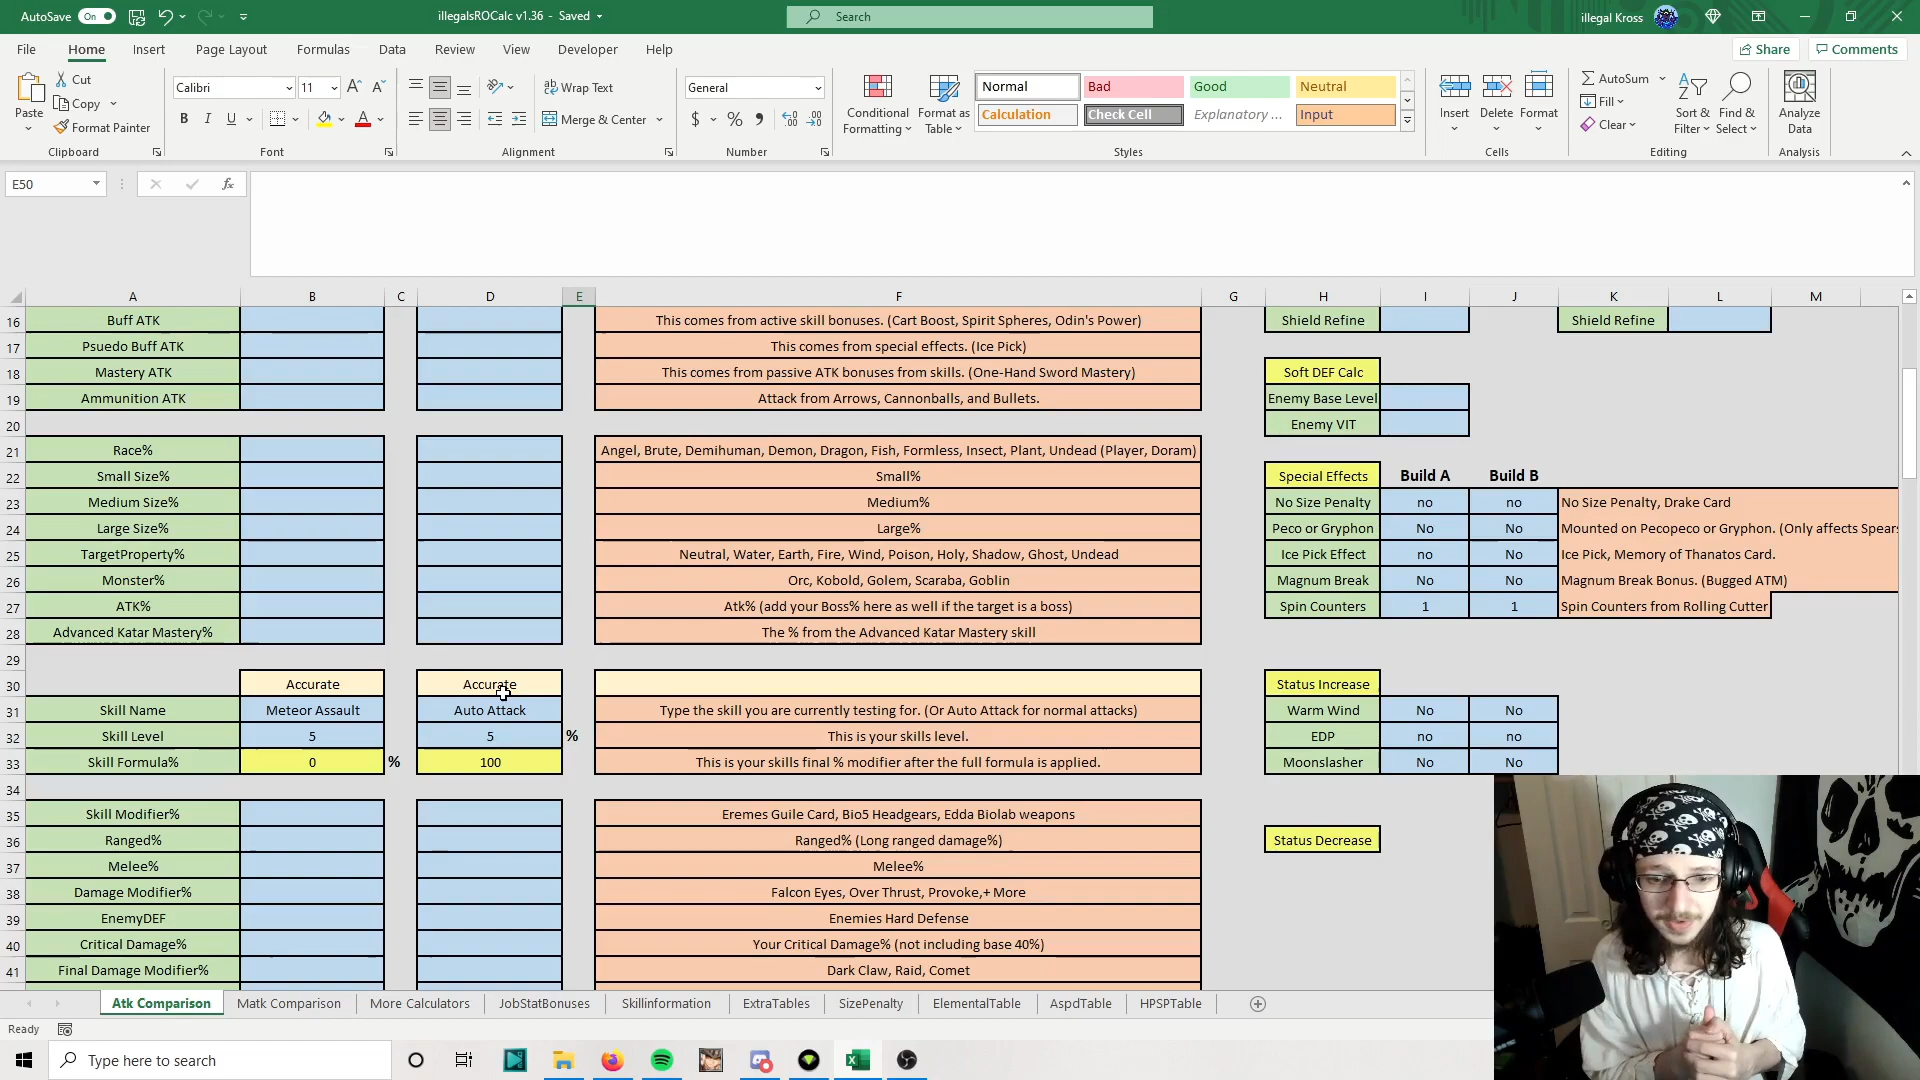 AutoSave On illegalsROCalc v1.36 - Saved Search illegal Kross
File Home Insert Page Layout Formulas Data Review View Developer Help Share Comments
Paste Cut Copy Format Painter Clipboard
Calibri 11 B I U A A A Font
Wrap Text Merge & Center Alignment
General $ % 9 Number
Conditional Formatting Format as Table
Normal Bad Good Neutral
Calculation Check Cell Explanatory ... Input
Styles
Insert Delete Format Cells
AutoSum Fill Clear Sort & Filter Find & Select Editing
Analyze Data Analysis
E50 fx
A B C D E F G H I J K L M
16 Buff ATK This comes from active skill bonuses. (Cart Boost, Spirit Spheres, Odin's Power) Shield Refine Shield Refine
17 Psuedo Buff ATK This comes from special effects. (Ice Pick)
18 Mastery ATK This comes from passive ATK bonuses from skills. (One-Hand Sword Mastery) Soft DEF Calc
19 Ammunition ATK Attack from Arrows, Cannonballs, and Bullets. Enemy Base Level
20 Enemy VIT
21 Race% Angel, Brute, Demihuman, Demon, Dragon, Fish, Formless, Insect, Plant, Undead (Player, Doram)
22 Small Size% Small% Special Effects Build A Build B
23 Medium Size% Medium% No Size Penalty no no No Size Penalty, Drake Card
24 Large Size% Large% Peco or Gryphon No No Mounted on Pecopeco or Gryphon. (Only affects Spears
25 TargetProperty% Neutral, Water, Earth, Fire, Wind, Poison, Holy, Shadow, Ghost, Undead Ice Pick Effect no no Ice Pick, Memory of Thanatos Card.
26 Monster% Orc, Kobold, Golem, Scaraba, Goblin Magnum Break No No Magnum Break Bonus. (Bugged ATM)
27 ATK% Atk% (add your Boss% here as well if the target is a boss) Spin Counters 1 1 Spin Counters from Rolling Cutter
28 Advanced Katar Mastery% The % from the Advanced Katar Mastery skill
29
30 Accurate Accurate Status Increase
31 Skill Name Meteor Assault Auto Attack Type the skill you are currently testing for. (Or Auto Attack for normal attacks) Warm Wind No No
32 Skill Level 5 5 % This is your skills level. EDP no no
33 Skill Formula% 0 % 100 This is your skills final % modifier after the full formula is applied. Moonslasher No No
34
35 Skill Modifier% Eremes Guile Card, Bio5 Headgears, Edda Biolab weapons
36 Ranged% Ranged% (Long ranged damage%) Status Decrease
37 Melee% Melee%
38 Damage Modifier% Falcon Eyes, Over Thrust, Provoke,+ More
39 EnemyDEF Enemies Hard Defense
40 Critical Damage% Your Critical Damage% (not including base 40%)
41 Final Damage Modifier% Dark Claw, Raid, Comet
Atk Comparison Matk Comparison More Calculators JobStatBonuses Skillinformation ExtraTables SizePenalty ElementalTable AspdTable HPSPTable
Ready
Type here to search